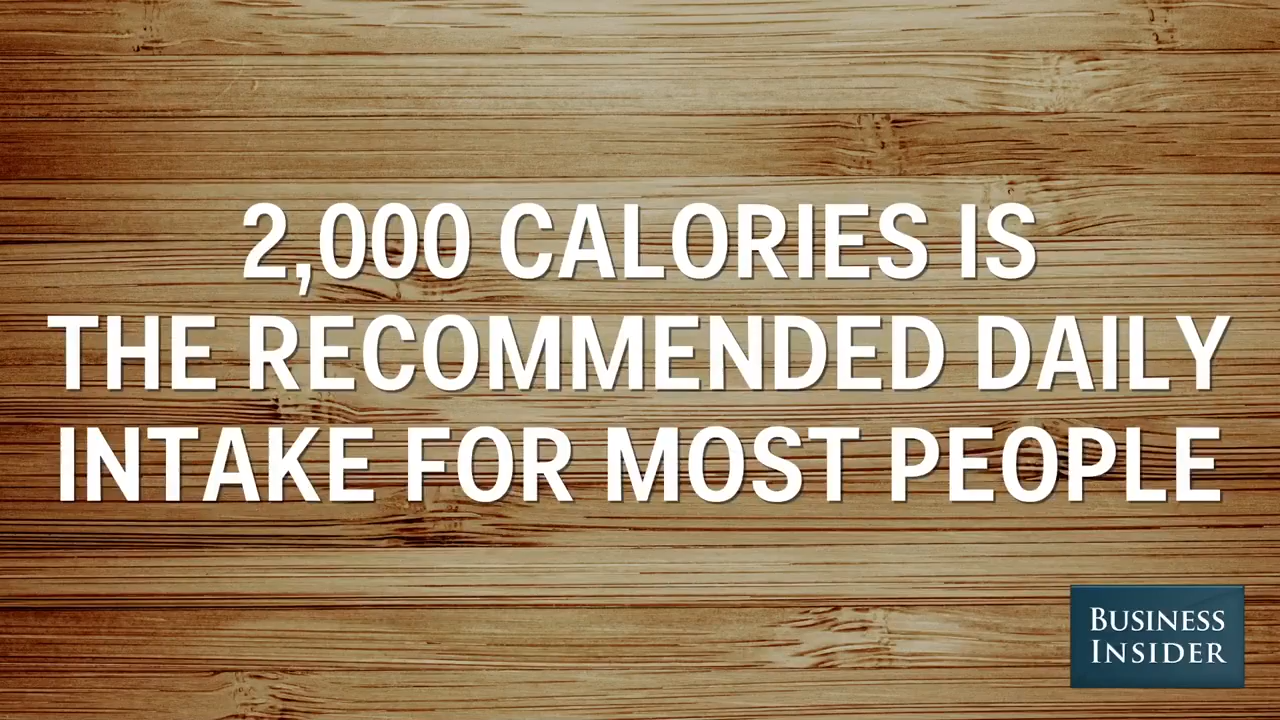 2,000 CALORIES IS
THE RECOMMENDED DAILY
INTAKE FOR MOST PEOPLE
BUSINESS
INSIDER